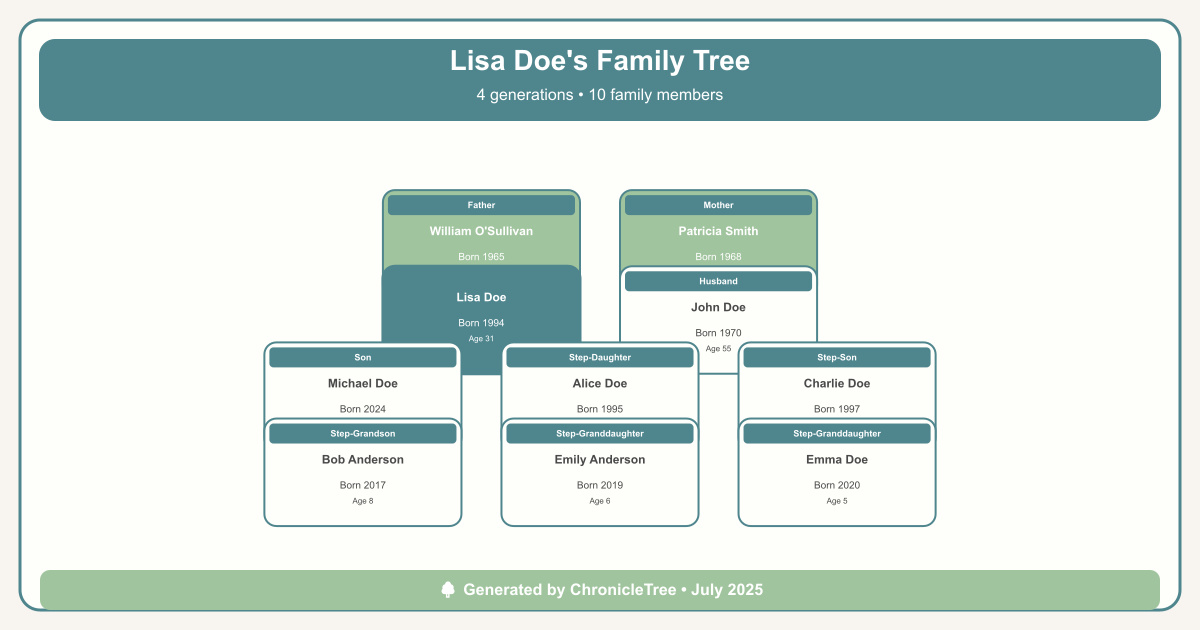 Lisa Doe's Family Tree
4 generations • 10 family members
Father
William O'Sullivan
Born 1965
Mother
Patricia Smith
Born 1968
Lisa Doe
Born 1994
Age 31
Husband
John Doe
Born 1970
Age 55
Son
Michael Doe
Born 2024
Step-Daughter
Alice Doe
Born 1995
Step-Son
Charlie Doe
Born 1997
Step-Grandson
Bob Anderson
Born 2017
Age 8
Step-Granddaughter
Emily Anderson
Born 2019
Age 6
Step-Granddaughter
Emma Doe
Born 2020
Age 5
Generated by ChronicleTree • July 2025